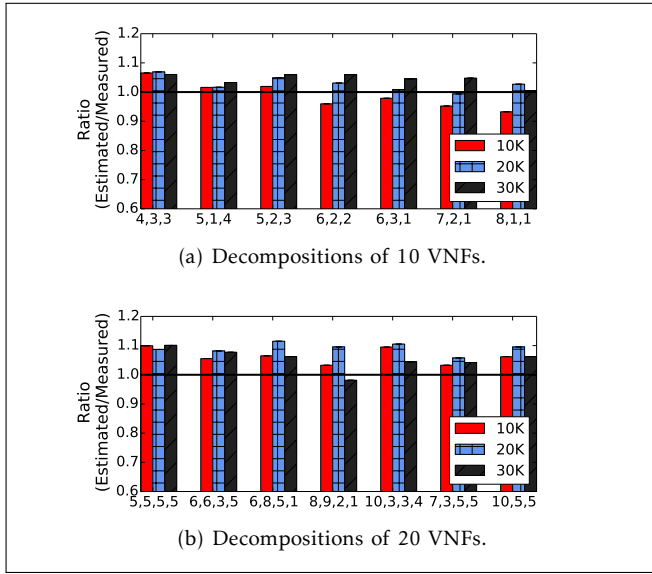 1.2
1.1
1.0
0.9
0.8
0.7
0.6
Ratio
(Estimated/Measured)
10K
20K
30K
4,3,3 5,1,4 5,2,3 6,2,2 6,3,1 7,2,1 8,1,1
(a) Decompositions of 10 VNFs.
1.2
1.1
1.0
0.9
0.8
0.7
0.6
Ratio
(Estimated/Measured)
10K
20K
30K
5,5,5,5 6,6,3,5 6,8,5,1 8,9,2,1 10,3,3,4 7,3,5,5 10,5,5
(b) Decompositions of 20 VNFs.